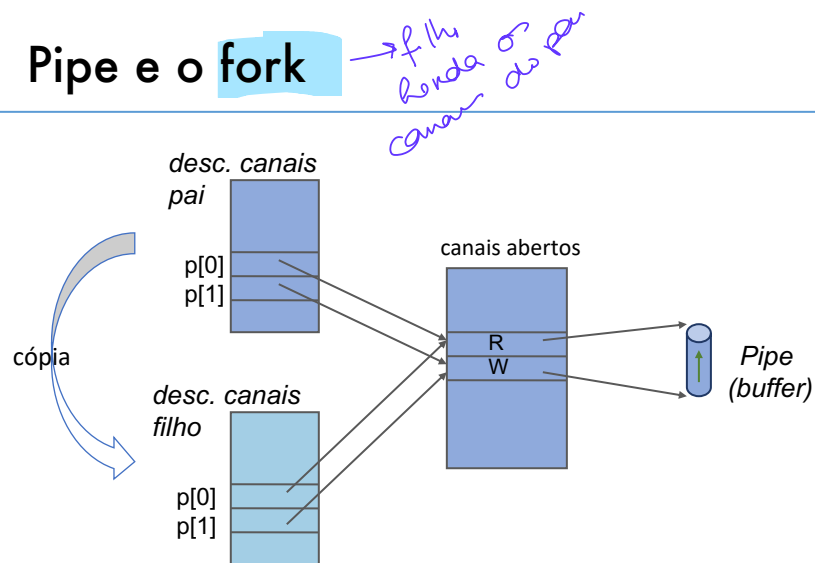 Pipe e o fork
→ filho
herda os
canais do pai
desc. canais
pai
canais abertos
p[0]
p[1]
R
W
cópia
Pipe
(buffer)
desc. canais
filho
p[0]
p[1]